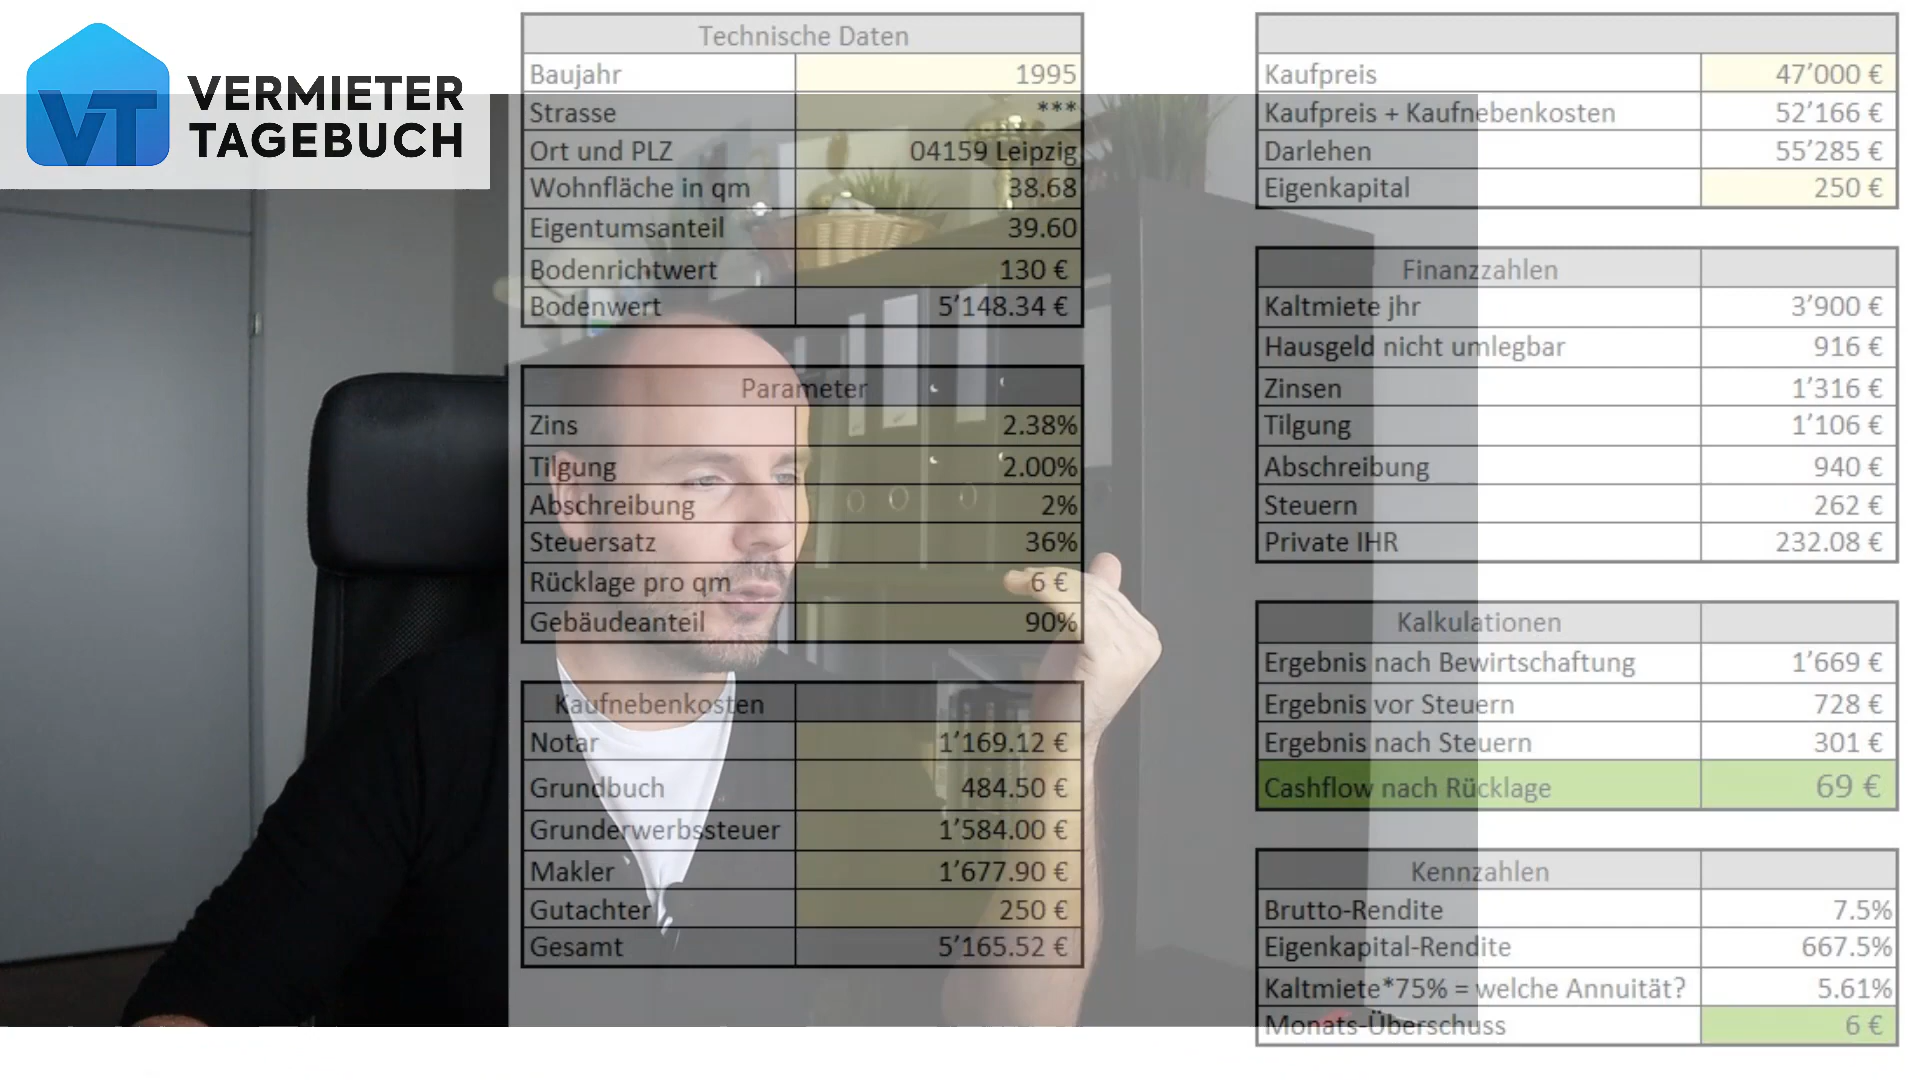 VT
VERMIETER
TAGEBUCH
Technische Daten
Baujahr 1995
Strasse ***
Ort und PLZ 04159 Leipzig
Wohnfläche in qm 38.68
Eigentumsanteil 39.60
Bodenrichtwert 130 €
Bodenwert 5'148.34 €
Parameter
Zins 2.38%
Tilgung 2.00%
Abschreibung 2%
Steuersatz 36%
Rücklage pro qm 6 €
Gebäudeanteil 90%
Kaufnebenkosten
Notar 1'169.12 €
Grundbuch 484.50 €
Grunderwerbssteuer 1'584.00 €
Makler 1'677.90 €
Gutachter 250 €
Gesamt 5'165.52 €
Kaufpreis 47'000 €
Kaufpreis + Kaufnebenkosten 52'166 €
Darlehen 55'285 €
Eigenkapital 250 €
Finanzzahlen
Kaltmiete jhr 3'900 €
Hausgeld nicht umlegbar 916 €
Zinsen 1'316 €
Tilgung 1'106 €
Abschreibung 940 €
Steuern 262 €
Private IHR 232.08 €
Kalkulationen
Ergebnis nach Bewirtschaftung 1'669 €
Ergebnis vor Steuern 728 €
Ergebnis nach Steuern 301 €
Cashflow nach Rücklage 69 €
Kennzahlen
Brutto-Rendite 7.5%
Eigenkapital-Rendite 667.5%
Kaltmiete*75% = welche Annuität? 5.61%
Monats-Überschuss 6 €